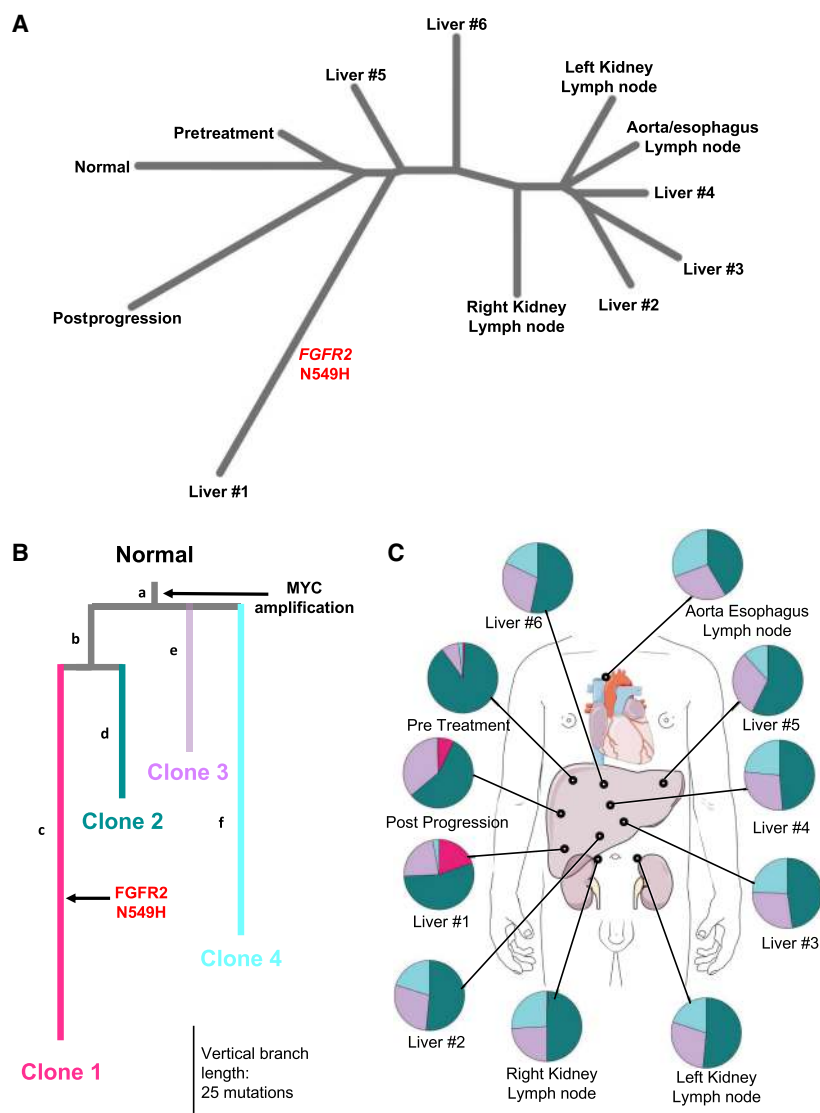 A
Liver #6
Liver #5
Left Kidney
Lymph node
Pretreatment
Aorta/esophagus
Lymph node
Normal
Liver #4
Liver #3
Liver #2
Right Kidney
Lymph node
Postprogression
FGFR2
N549H
Liver #1
B
Normal
a
MYC
amplification
b
e
d
Clone 3
Clone 2
c
f
FGFR2
N549H
Clone 4
Clone 1
Vertical branch
length:
25 mutations
C
Liver #6
Aorta Esophagus
Lymph node
Pre Treatment
Liver #5
Post Progression
Liver #4
Liver #1
Liver #3
Liver #2
Right Kidney
Lymph node
Left Kidney
Lymph node